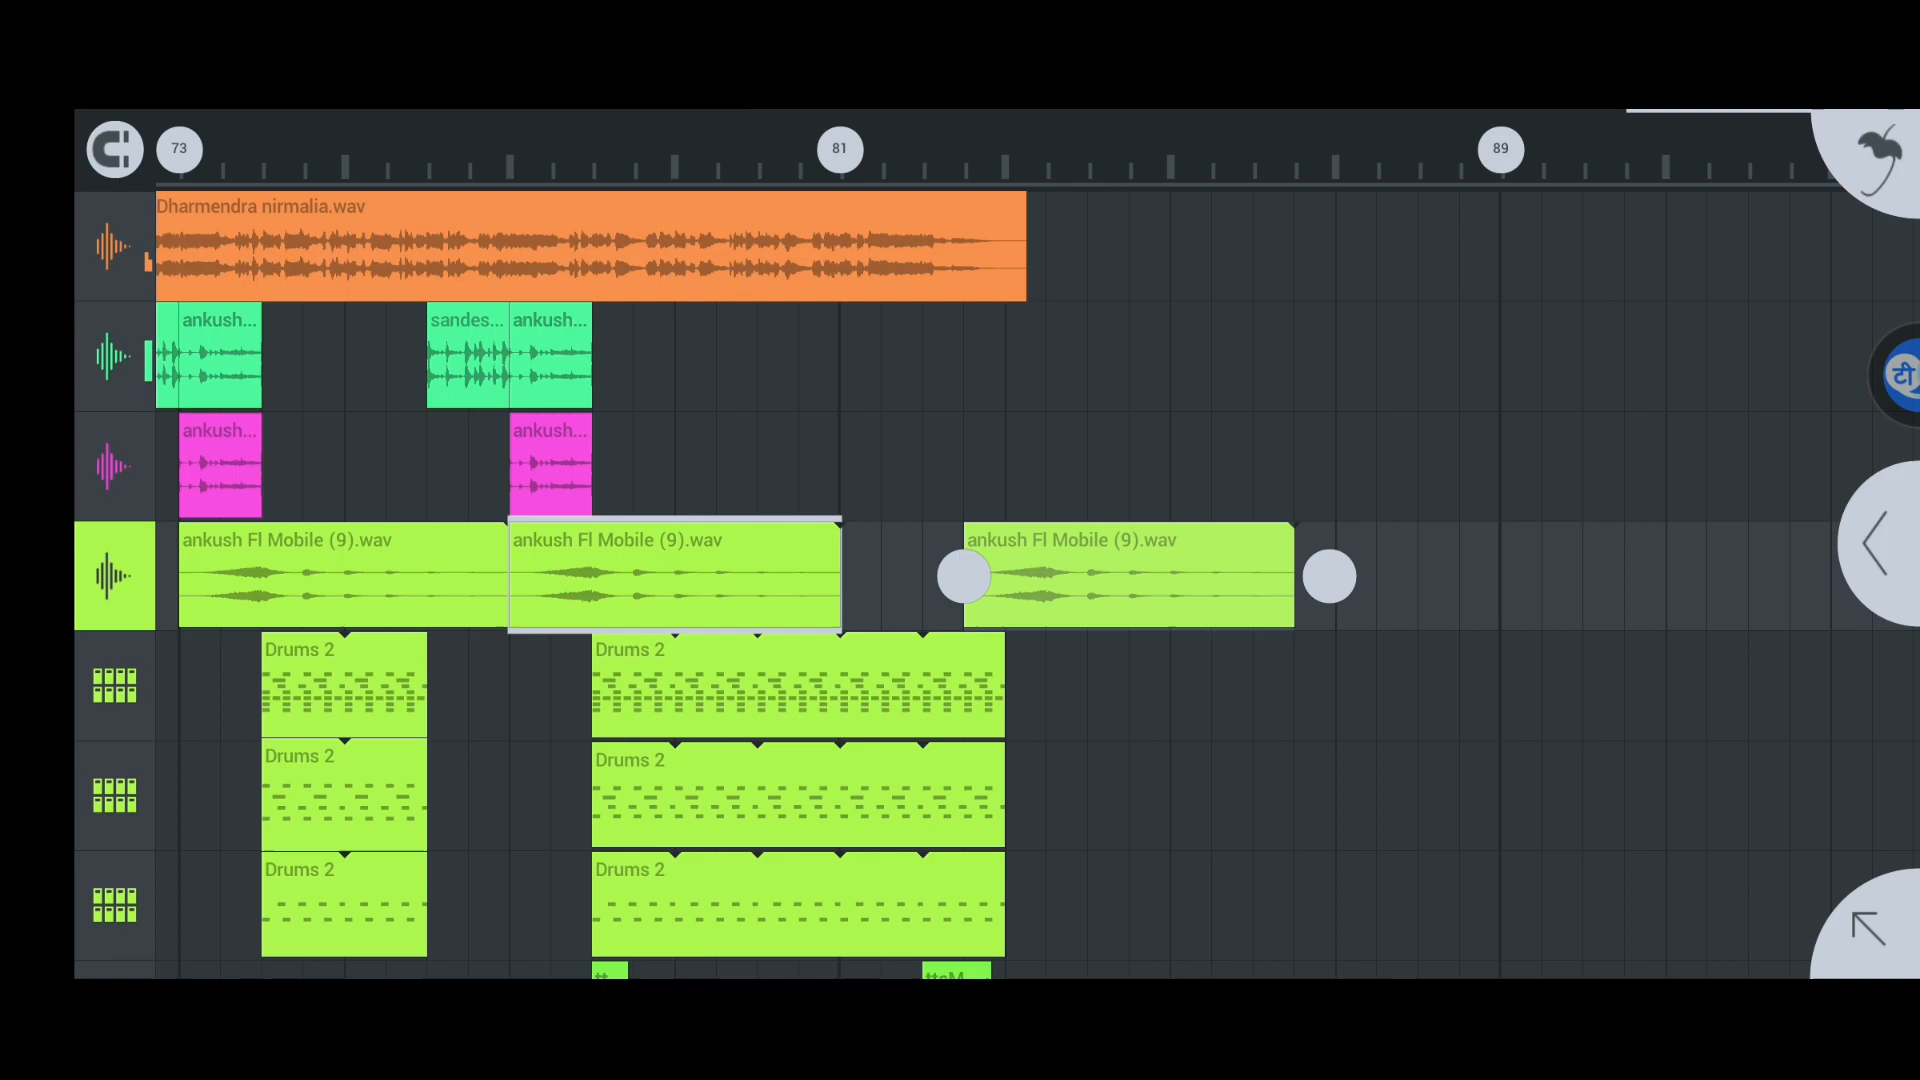 73
81
89
Dharmendra nirmalia.wav
ankush...
sandes...
ankush...
टी
ankush...
ankush...
ankush Fl Mobile (9).wav
ankush Fl Mobile (9).wav
ankush Fl Mobile (9).wav
Drums 2
Drums 2
Drums 2
Drums 2
Drums 2
Drums 2